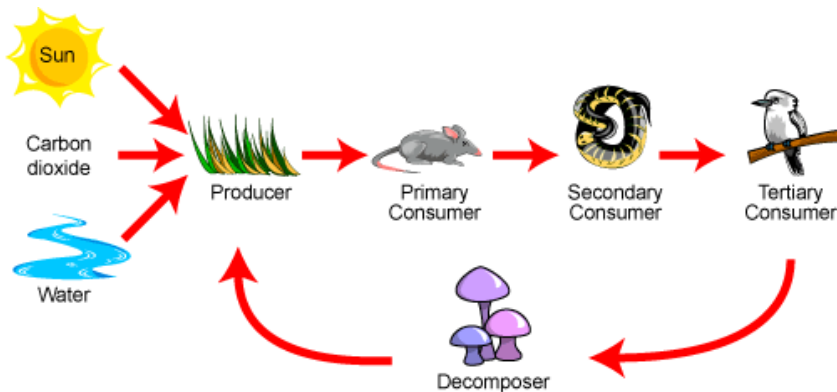 Sun
Carbon
dioxide
Water
Producer
Primary
Consumer
Secondary
Consumer
Tertiary
Consumer
Decomposer